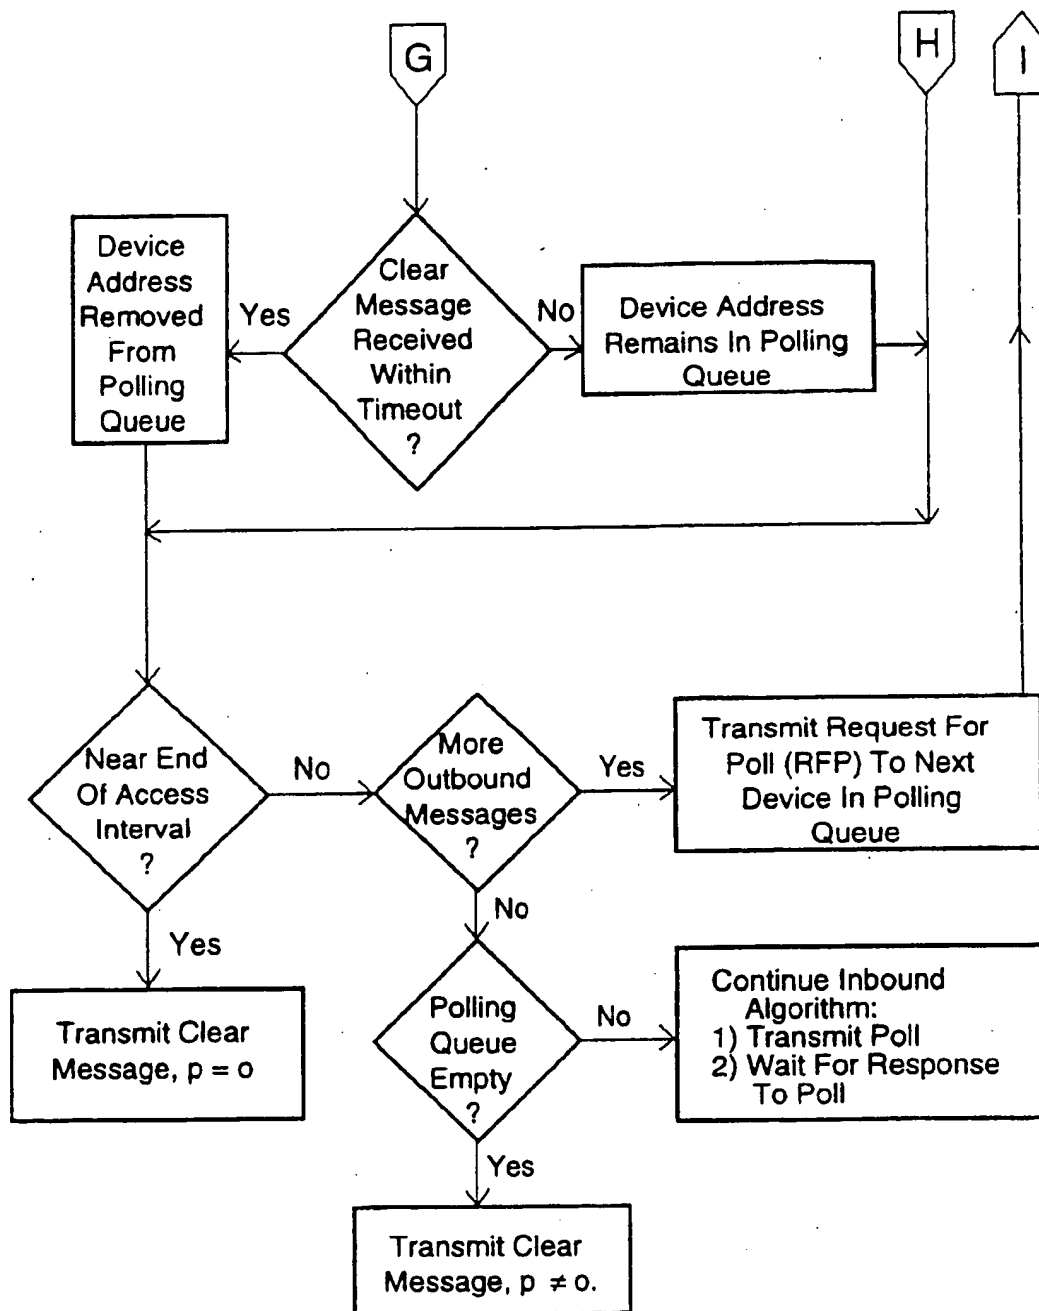 G
H
I
Device
Address
Removed
From
Polling
Queue
Yes
Clear
Message
Received
Within
Timeout
?
No
Device Address
Remains In Polling
Queue
Near End
Of Access
Interval
?
No
More
Outbound
Messages
?
Yes
Transmit Request For
Poll (RFP) To Next
Device In Polling
Queue
Yes
No
Transmit Clear
Message, p = o
Polling
Queue
Empty
?
No
Continue Inbound
Algorithm:
1) Transmit Poll
2) Wait For Response
To Poll
Yes
Transmit Clear
Message, p ≠ o.